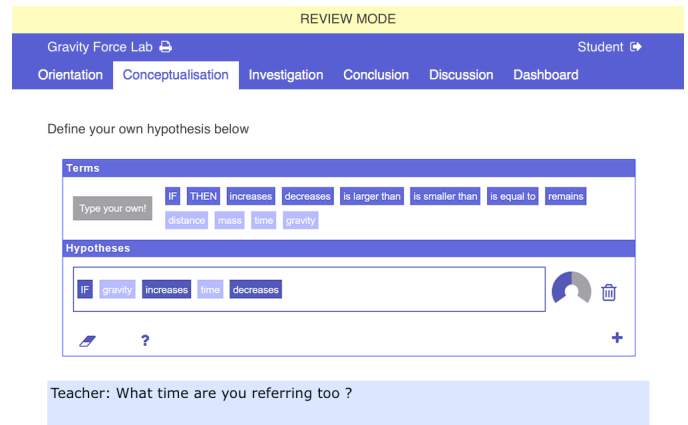 REVIEW MODE
Gravity Force Lab Student
Orientation Conceptualisation Investigation Conclusion Discussion Dashboard
Define your own hypothesis below
Terms
Type your own! IF THEN increases decreases is larger than is smaller than is equal to remains
distance mass time gravity
Hypotheses
IF gravity increases time decreases
?
+
Teacher: What time are you referring too ?